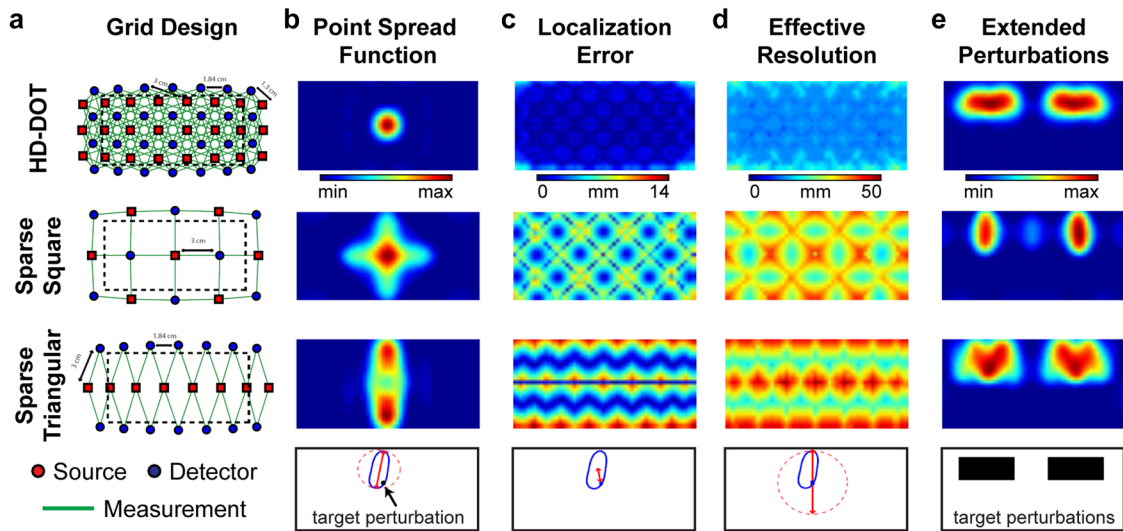 a
Grid Design
b
Point Spread
Function
c
Localization
Error
d
Effective
Resolution
e
Extended
Perturbations
HD-DOT
3 cm
1.84 cm
1.3 cm
min
max
0
mm
14
0
mm
50
min
max
Sparse
Square
3 cm
Sparse
Triangular
1.84 cm
3 cm
Source
Detector
Measurement
target perturbation
target perturbations